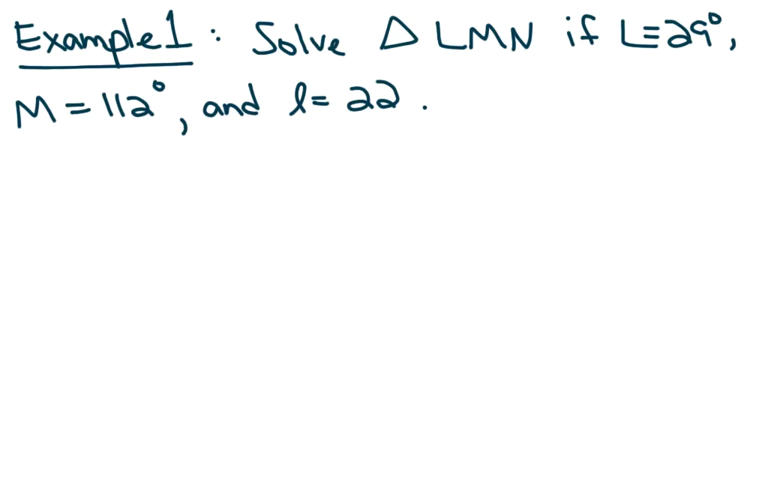 Example 1: Solve △ LMN if L=29°,
M=112°, and l=22.